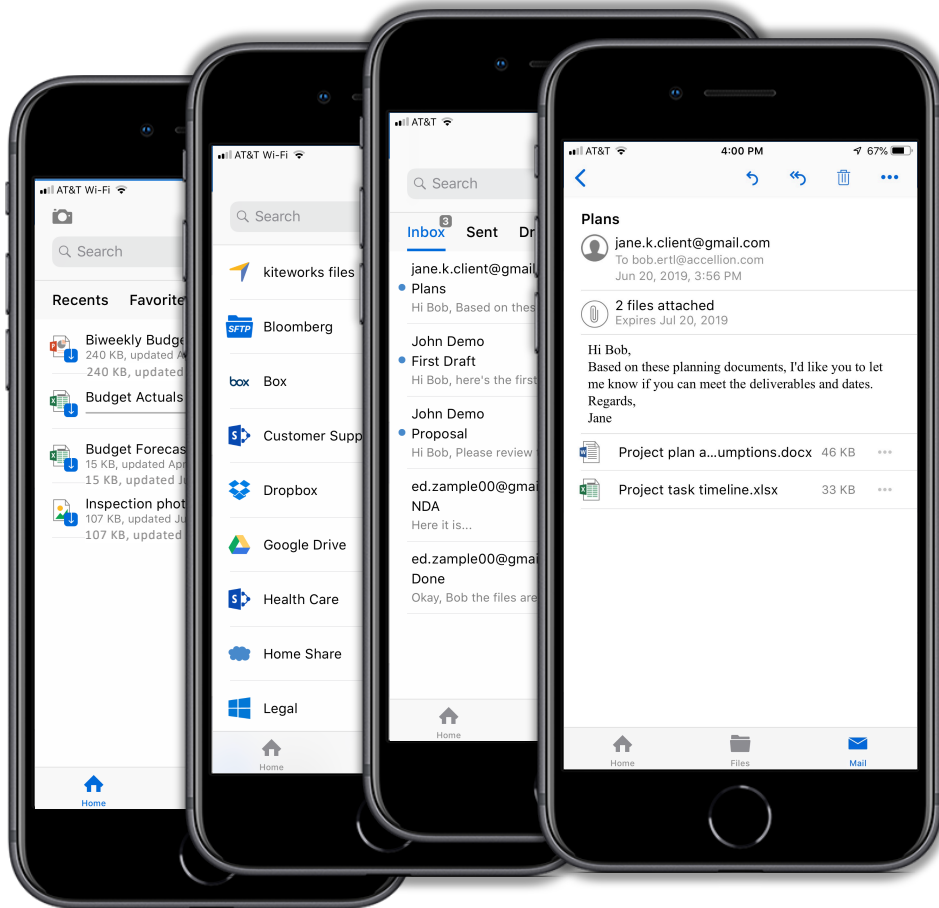 AT&T Wi-Fi
Search
Recents Favorite
Biweekly Budge
240 KB, updated A
240 KB, updated
Budget Actuals
Budget Forecas
15 KB, updated Apr
15 KB, updated J
Inspection phot
107 KB, updated Ju
107 KB, updated
Home
AT&T Wi-Fi
Search
kiteworks files
SFTP Bloomberg
box Box
S Customer Supp
Dropbox
Google Drive
S Health Care
Home Share
Legal
Home
AT&T
Search
Inbox 3 Sent Dr
jane.k.client@gmail
Plans
Hi Bob, Based on thes
John Demo
First Draft
Hi Bob, here's the first
John Demo
Proposal
Hi Bob, Please review
ed.zample00@gmai
NDA
Here it is...
ed.zample00@gmai
Done
Okay, Bob the files are
Home
AT&T 4:00 PM 67%
Plans
jane.k.client@gmail.com
To bob.ertl@accellion.com
Jun 20, 2019, 3:56 PM
2 files attached
Expires Jul 20, 2019
Hi Bob,
Based on these planning documents, I'd like you to let
me know if you can meet the deliverables and dates.
Regards,
Jane
Project plan a...umptions.docx 46 KB
Project task timeline.xlsx 33 KB
Home Files Mail